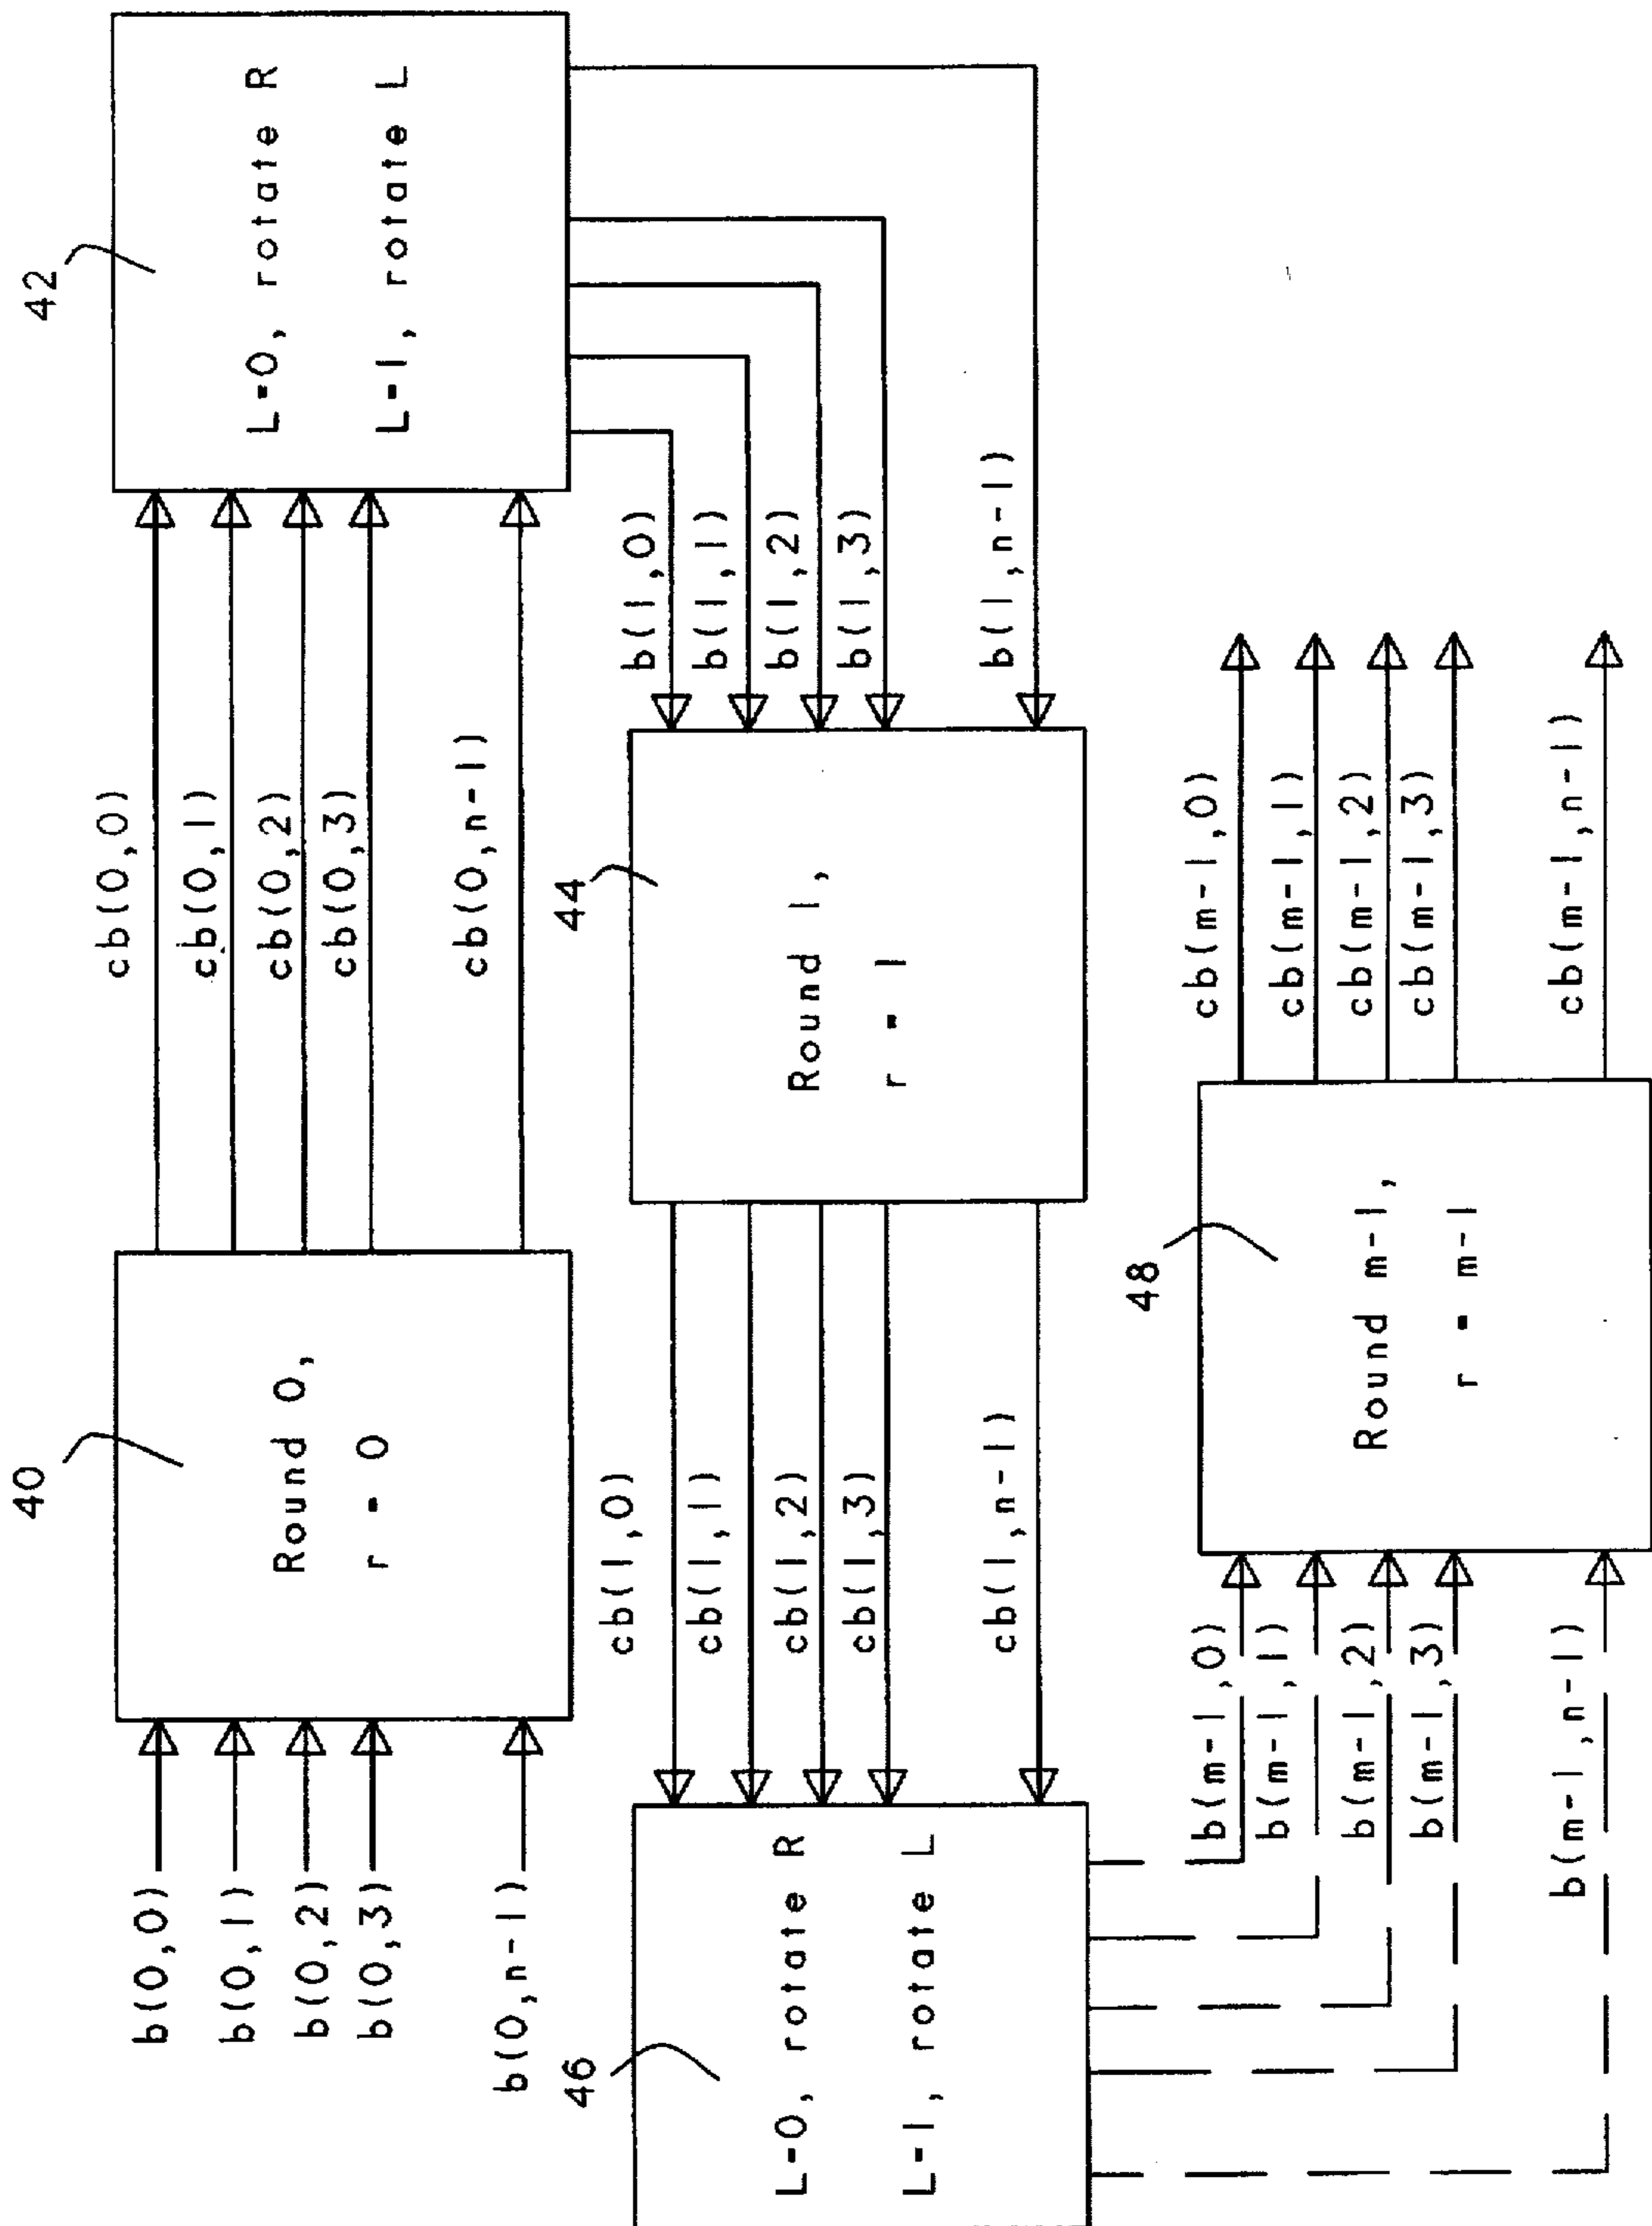 40
b(0,0)
b(0,1)
b(0,2)
b(0,3)
b(0,n-1)
Round 0,
r = 0
cb(0,0)
cb(0,1)
cb(0,2)
cb(0,3)
cb(0,n-1)
42
L=0, rotate R
L=1, rotate L
b(1,0)
b(1,1)
b(1,2)
b(1,3)
b(1,n-1)
44
Round 1,
r = 1
cb(1,0)
cb(1,1)
cb(1,2)
cb(1,3)
cb(1,n-1)
46
L=0, rotate R
L=1, rotate L
b(m-1,0)
b(m-1,1)
b(m-1,2)
b(m-1,3)
b(m-1,n-1)
48
Round m-1,
r = m-1
cb(m-1,0)
cb(m-1,1)
cb(m-1,2)
cb(m-1,3)
cb(m-1,n-1)